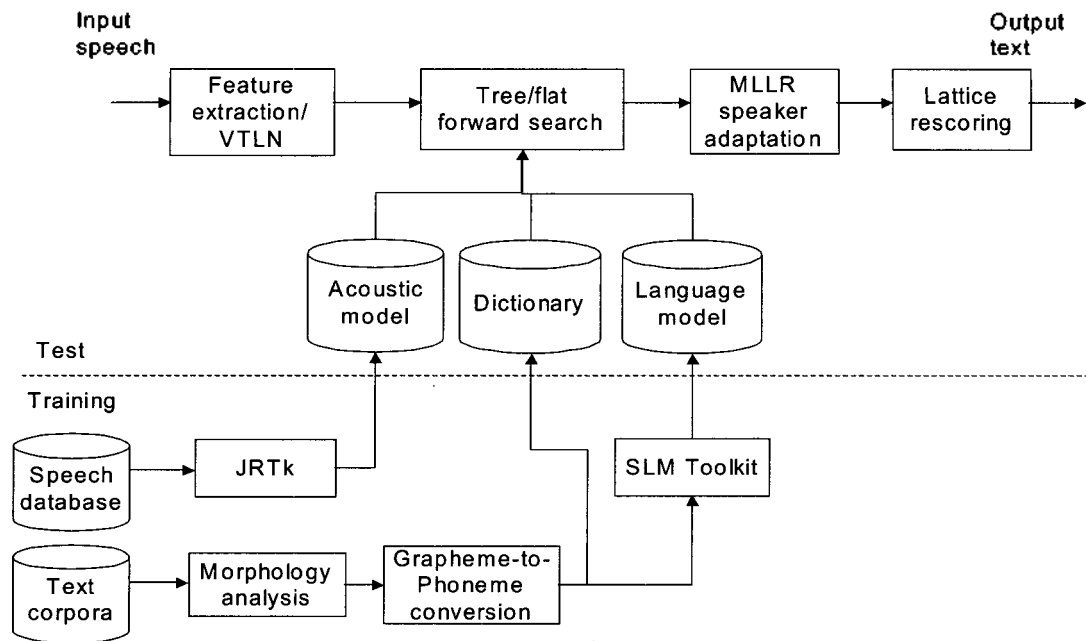 Input
speech
Output
text
Feature
extraction/
VTLN
Tree/flat
forward search
MLLR
speaker
adaptation
Lattice
rescoring
Acoustic
model
Dictionary
Language
model
Test
Training
Speech
database
JRTk
SLM Toolkit
Text
corpora
Morphology
analysis
Grapheme-to-
Phoneme
conversion